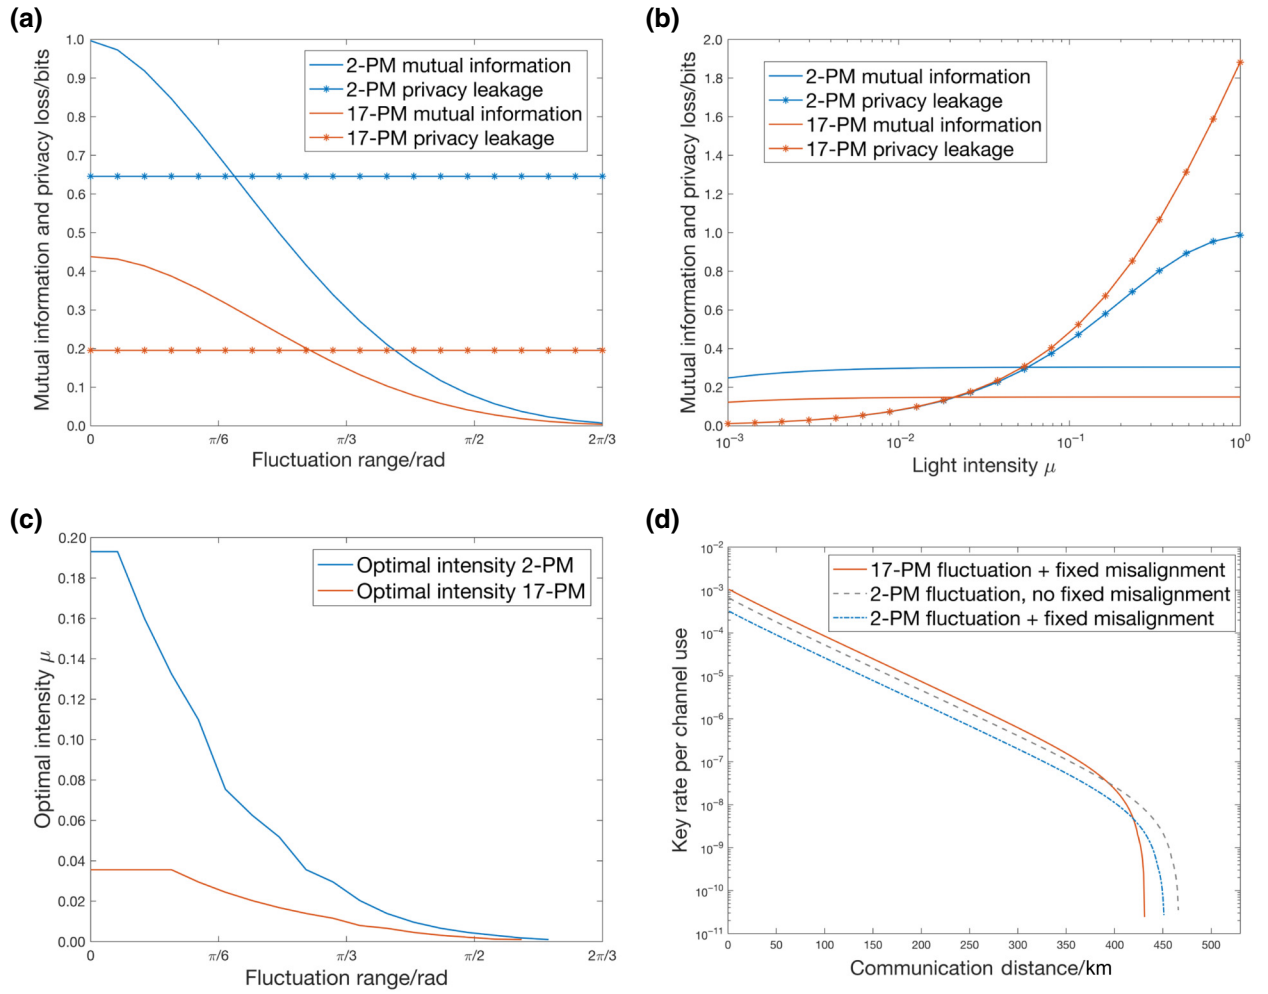 (a)
Mutual information and privacy loss/bits
1.0
0.9
0.8
0.7
0.6
0.5
0.4
0.3
0.2
0.1
0.0
2-PM mutual information
2-PM privacy leakage
17-PM mutual information
17-PM privacy leakage
0 π/6 π/3 π/2 2π/3
Fluctuation range/rad
(b)
Mutual information and privacy loss/bits
2.0
1.8
1.6
1.4
1.2
1.0
0.8
0.6
0.4
0.2
0.0
2-PM mutual information
2-PM privacy leakage
17-PM mutual information
17-PM privacy leakage
10⁻³ 10⁻² 10⁻¹ 10⁰
Light intensity μ
(c)
Optimal intensity μ
0.20
0.18
0.16
0.14
0.12
0.10
0.08
0.06
0.04
0.02
0.00
Optimal intensity 2-PM
Optimal intensity 17-PM
0 π/6 π/3 π/2 2π/3
Fluctuation range/rad
(d)
Key rate per channel use
10⁻²
10⁻³
10⁻⁴
10⁻⁵
10⁻⁶
10⁻⁷
10⁻⁸
10⁻⁹
10⁻¹⁰
10⁻¹¹
17-PM fluctuation + fixed misalignment
2-PM fluctuation, no fixed misalignment
2-PM fluctuation + fixed misalignment
0 50 100 150 200 250 300 350 400 450 500
Communication distance/km